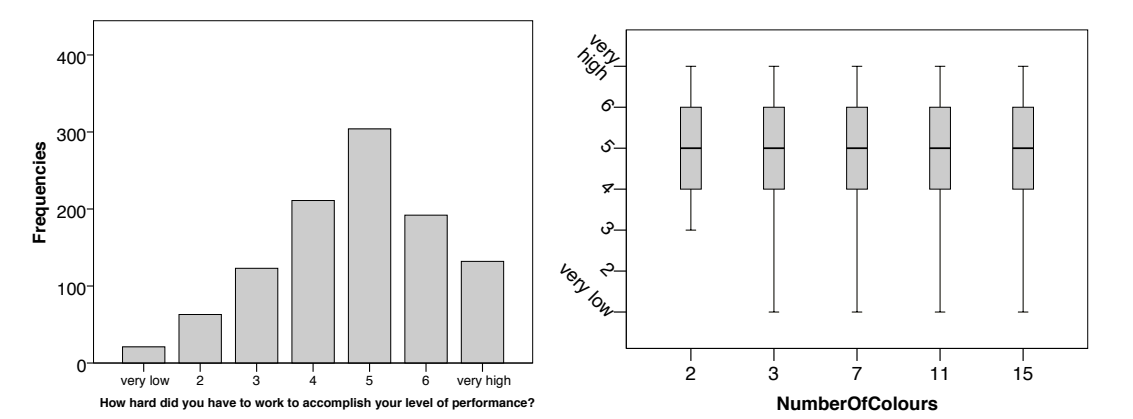 Frequencies
400
300
200
100
0
very low 2 3 4 5 6 very high
How hard did you have to work to accomplish your level of performance?
very high
6
5
4
3
2
very low
2 3 7 11 15
NumberOfColours